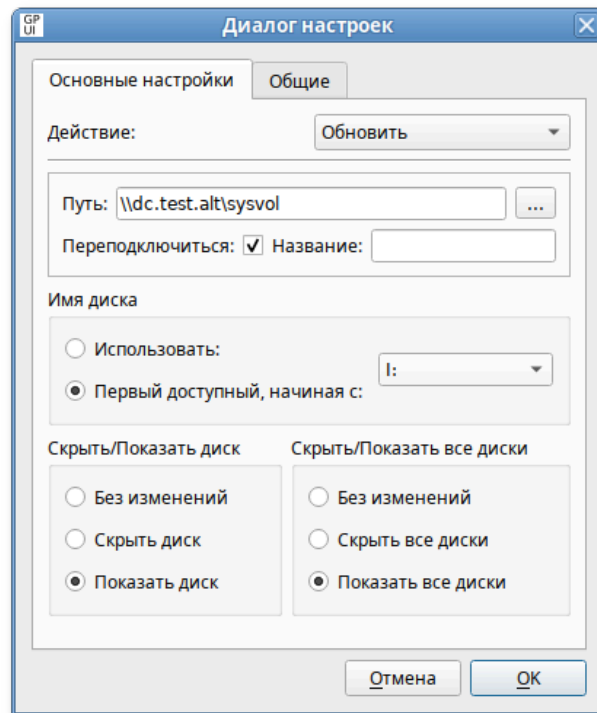 GP UI Диалог настроек
Основные настройки Общие
Действие: Обновить
Путь: \\dc.test.alt\sysvol ...
Переподключиться: Название:
Имя диска
Использовать:
I:
Первый доступный, начиная с:
Скрыть/Показать диск Скрыть/Показать все диски
Без изменений Без изменений
Скрыть диск Скрыть все диски
Показать диск Показать все диски
Отмена OK